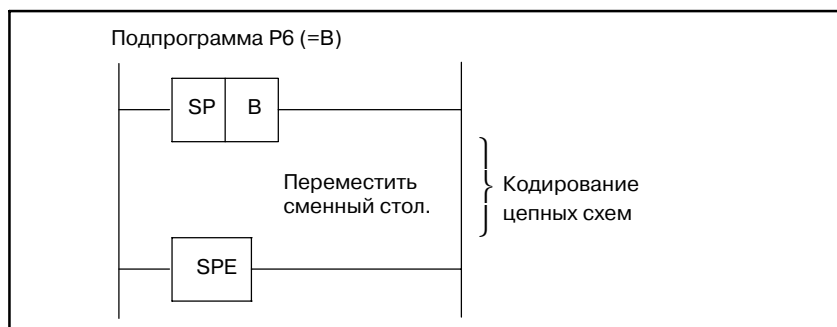 Подпрограмма P6 (=B)
SP B
Переместить
сменный стол.
Кодирование
цепных схем
SPE